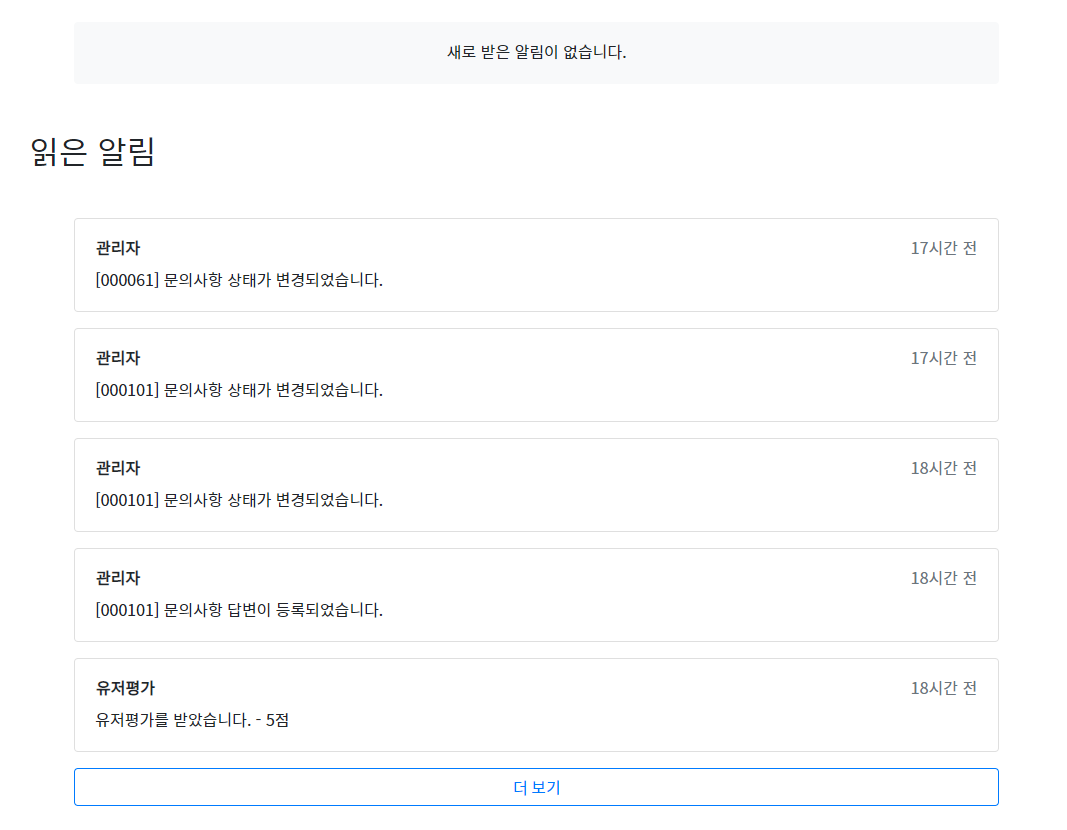 새로 받은 알림이 없습니다.
읽은 알림
관리자 17시간 전
[000061] 문의사항 상태가 변경되었습니다.
관리자 17시간 전
[000101] 문의사항 상태가 변경되었습니다.
관리자 18시간 전
[000101] 문의사항 상태가 변경되었습니다.
관리자 18시간 전
[000101] 문의사항 답변이 등록되었습니다.
유저평가 18시간 전
유저평가를 받았습니다. - 5점
더 보기